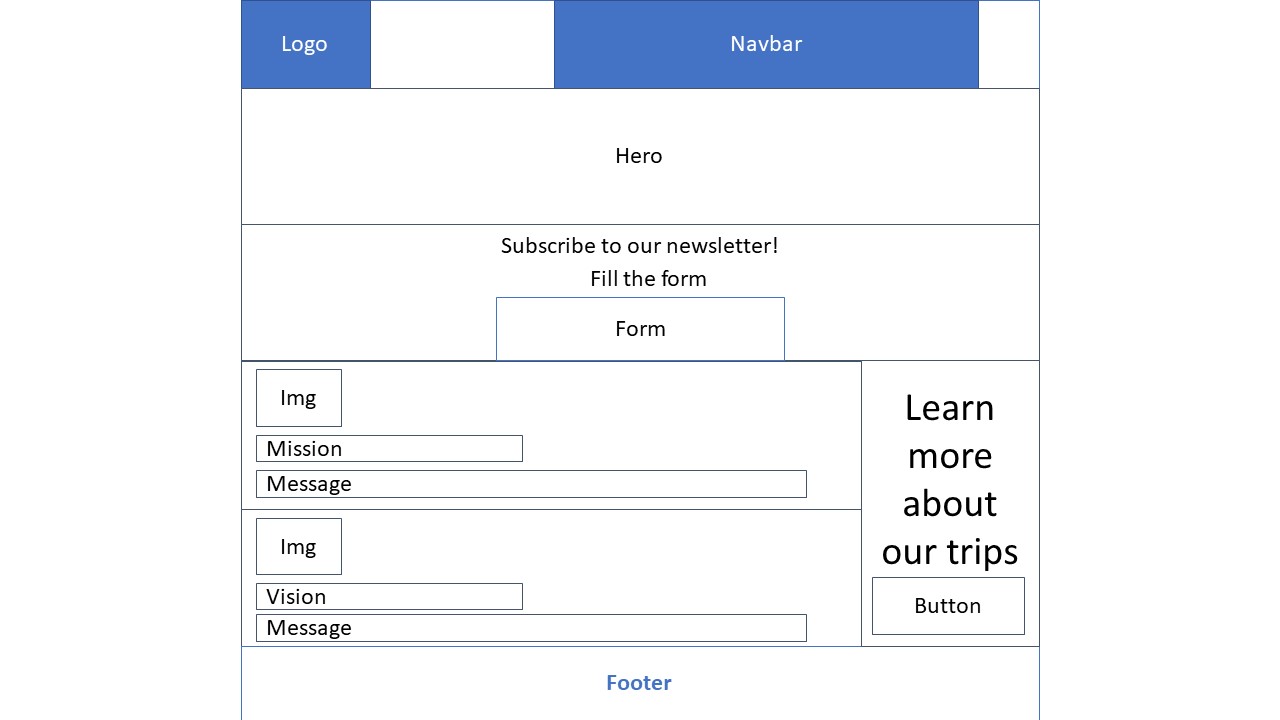 Logo
Navbar
Hero
Subscribe to our newsletter!
Fill the form
Form
Img
Mission
Message
Img
Vision
Message
Learn
more
about
our trips
Button
Footer